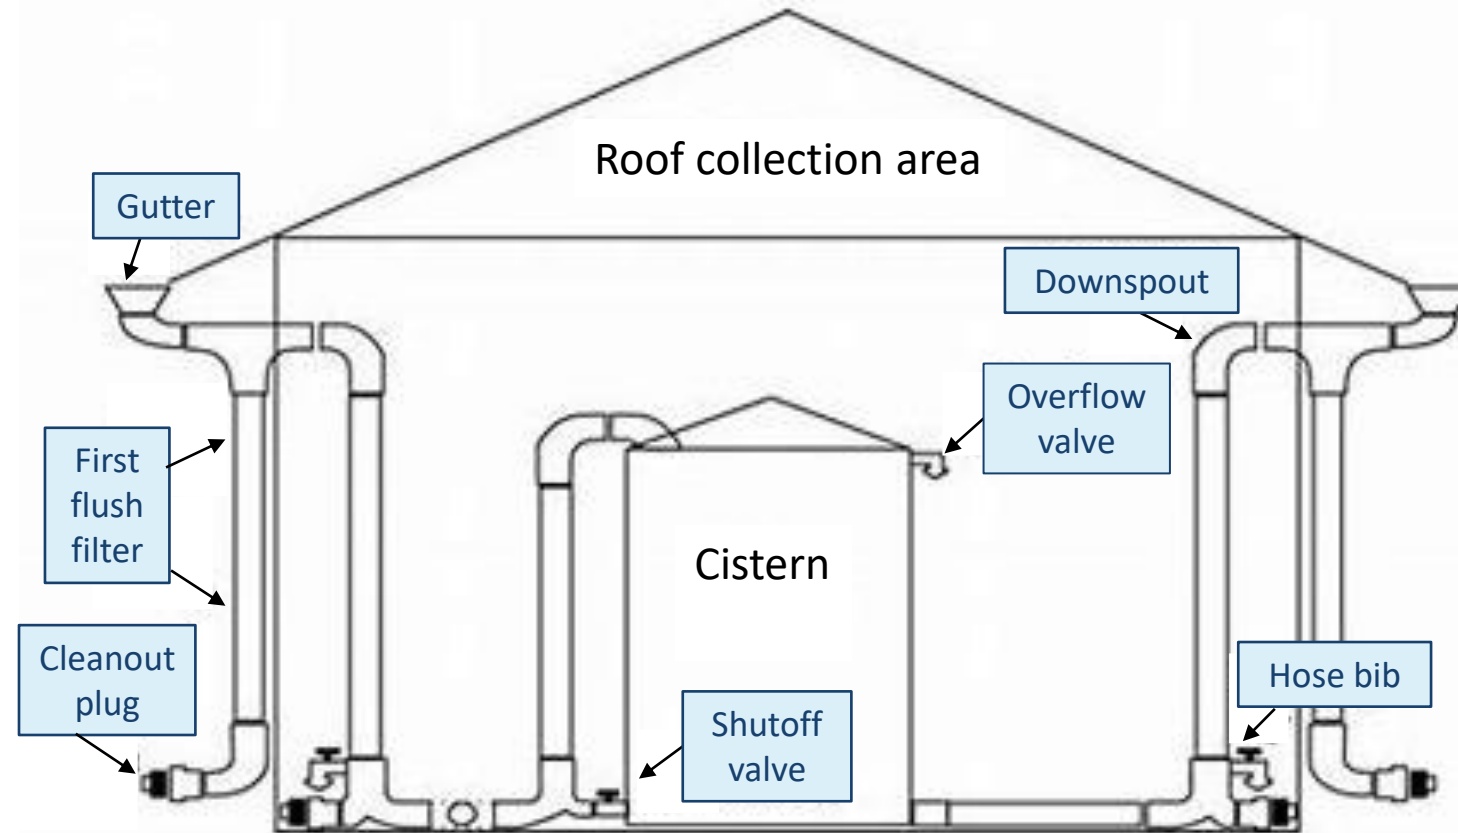 Roof collection area
Gutter
Downspout
Overflow
valve
First
flush
filter
Cistern
Cleanout
plug
Hose bib
Shutoff
valve